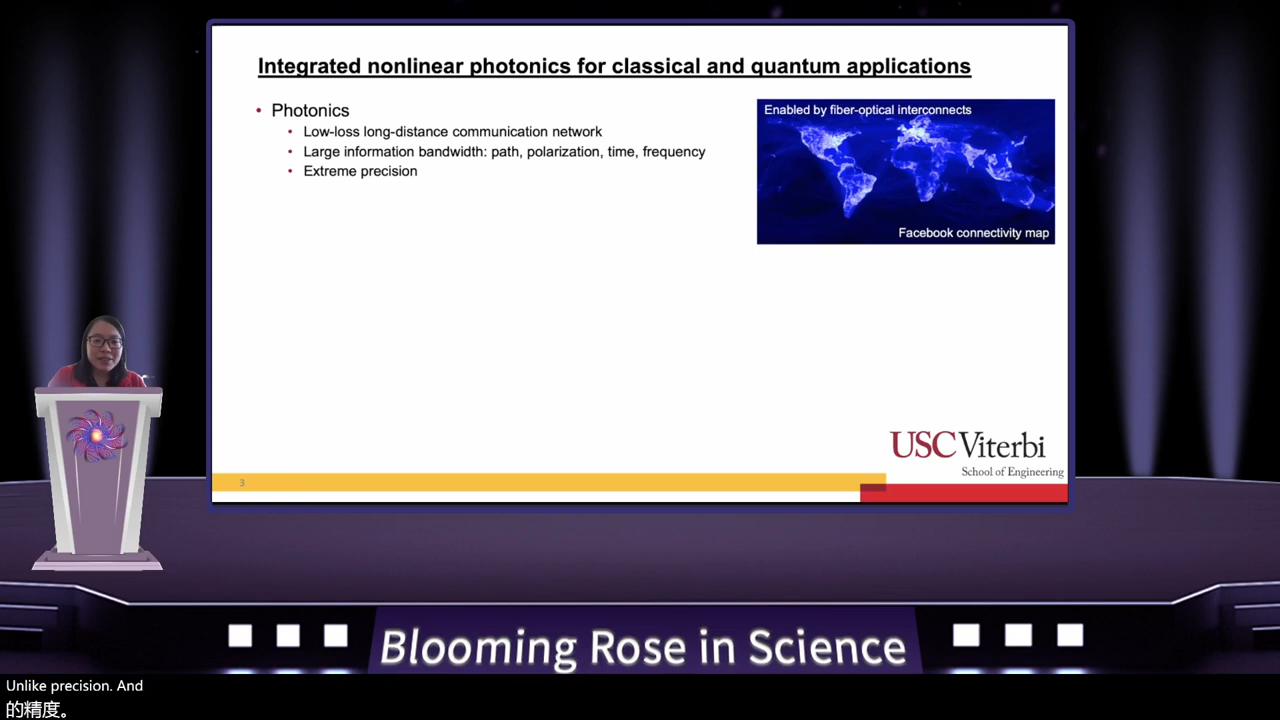 Integrated nonlinear photonics for classical and quantum applications
• Photonics
• Low-loss long-distance communication network
• Large information bandwidth: path, polarization, time, frequency
• Extreme precision
Enabled by fiber-optical interconnects
Facebook connectivity map
USC Viterbi
School of Engineering
3
Blooming Rose in Science
Unlike precision. And
的精度。